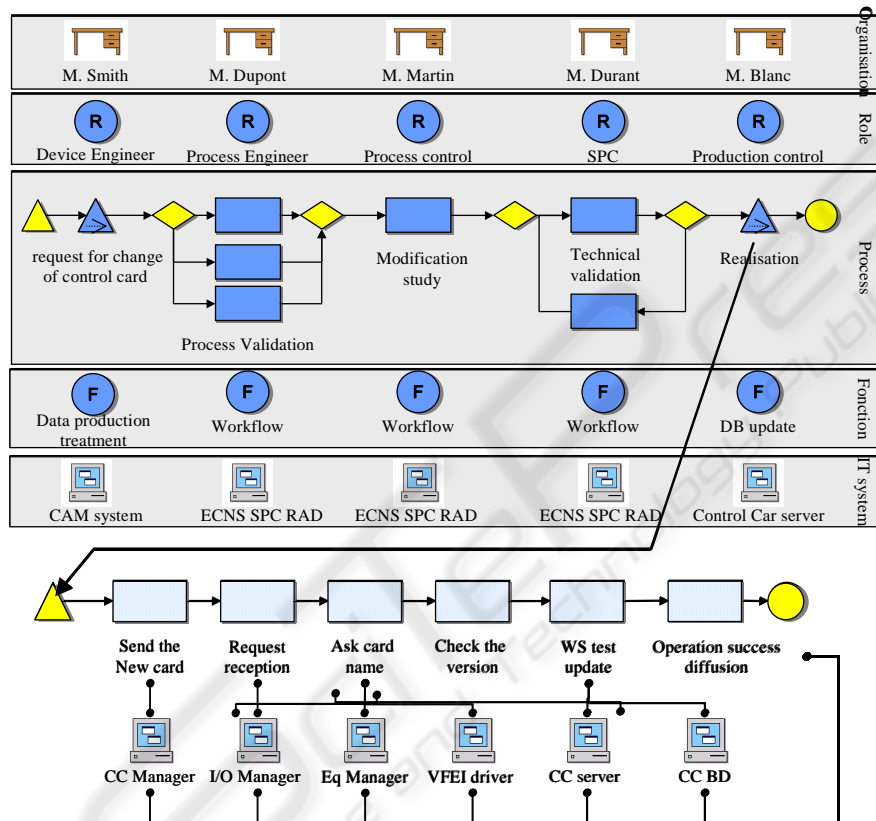 Organisation
M. Smith
M. Dupont
M. Martin
M. Durant
M. Blanc
Role
R
R
R
R
R
Device Engineer
Process Engineer
Process control
SPC
Production control
Process
request for change
of control card
Process Validation
Modification
study
Technical
validation
Realisation
Fonction
F
F
F
F
F
Data production
treatment
Workflow
Workflow
Workflow
DB update
IT system
CAM system
ECNS SPC RAD
ECNS SPC RAD
ECNS SPC RAD
Control Car server
Send the
New card
Request
reception
Ask card
name
Check the
version
WS test
update
Operation success
diffusion
CC Manager
I/O Manager
Eq Manager
VFEI driver
CC server
CC BD